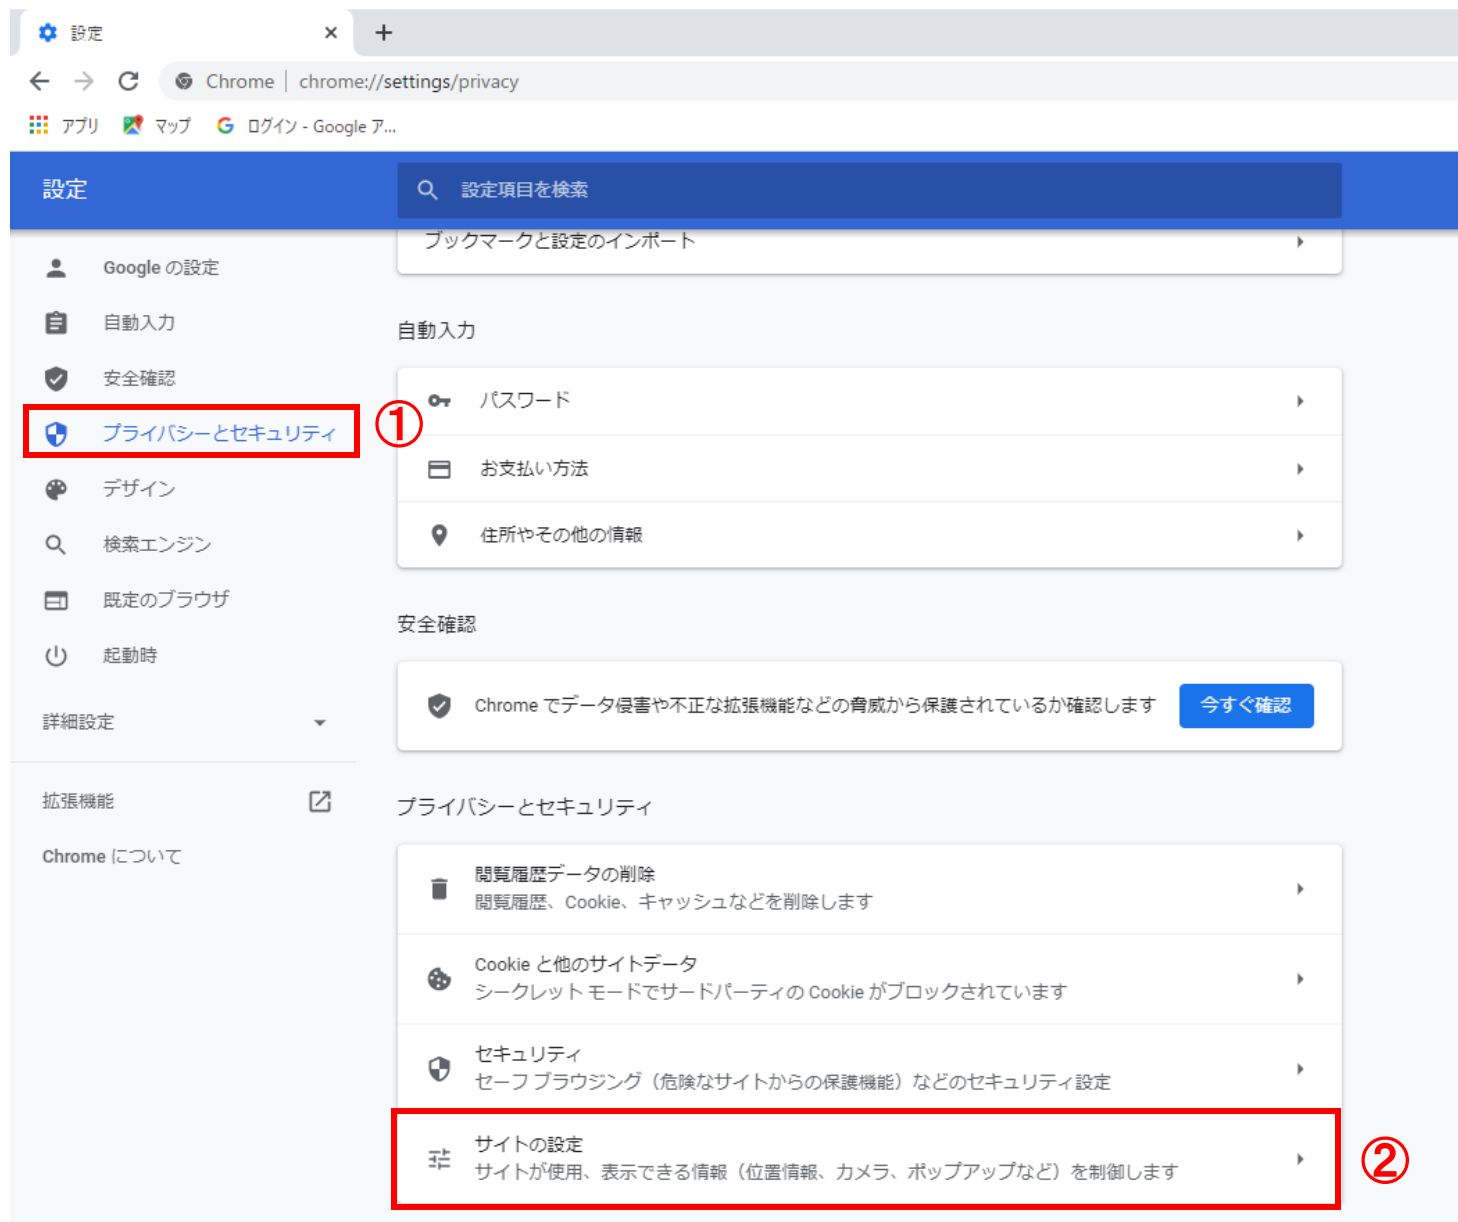 設定
Chrome | chrome://settings/privacy
アプリ マップ ログイン - Google ア...
設定
設定項目を検索
Google の設定
自動入力
安全確認
プライバシーとセキュリティ
①
デザイン
検索エンジン
既定のブラウザ
起動時
詳細設定
拡張機能
Chrome について
ブックマークと設定のインポート
自動入力
パスワード
お支払い方法
住所やその他の情報
安全確認
Chrome でデータ侵害や不正な拡張機能などの脅威から保護されているか確認します
今すぐ確認
プライバシーとセキュリティ
閲覧履歴データの削除
閲覧履歴、Cookie、キャッシュなどを削除します
Cookie と他のサイトデータ
シークレット モードでサードパーティの Cookie がブロックされています
セキュリティ
セーフ ブラウジング（危険なサイトからの保護機能）などのセキュリティ設定
サイトの設定
サイトが使用、表示できる情報（位置情報、カメラ、ポップアップなど）を制御します
②